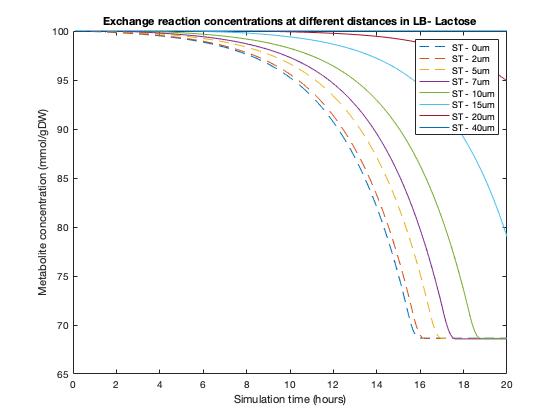 Exchange reaction concentrations at different distances in LB- Lactose
100
95
90
85
80
75
70
65
Metabolite concentration (mmol/gDW)
ST - 0um
ST - 2um
ST - 5um
ST - 7um
ST - 10um
ST - 15um
ST - 20um
ST - 40um
0 2 4 6 8 10 12 14 16 18 20
Simulation time (hours)